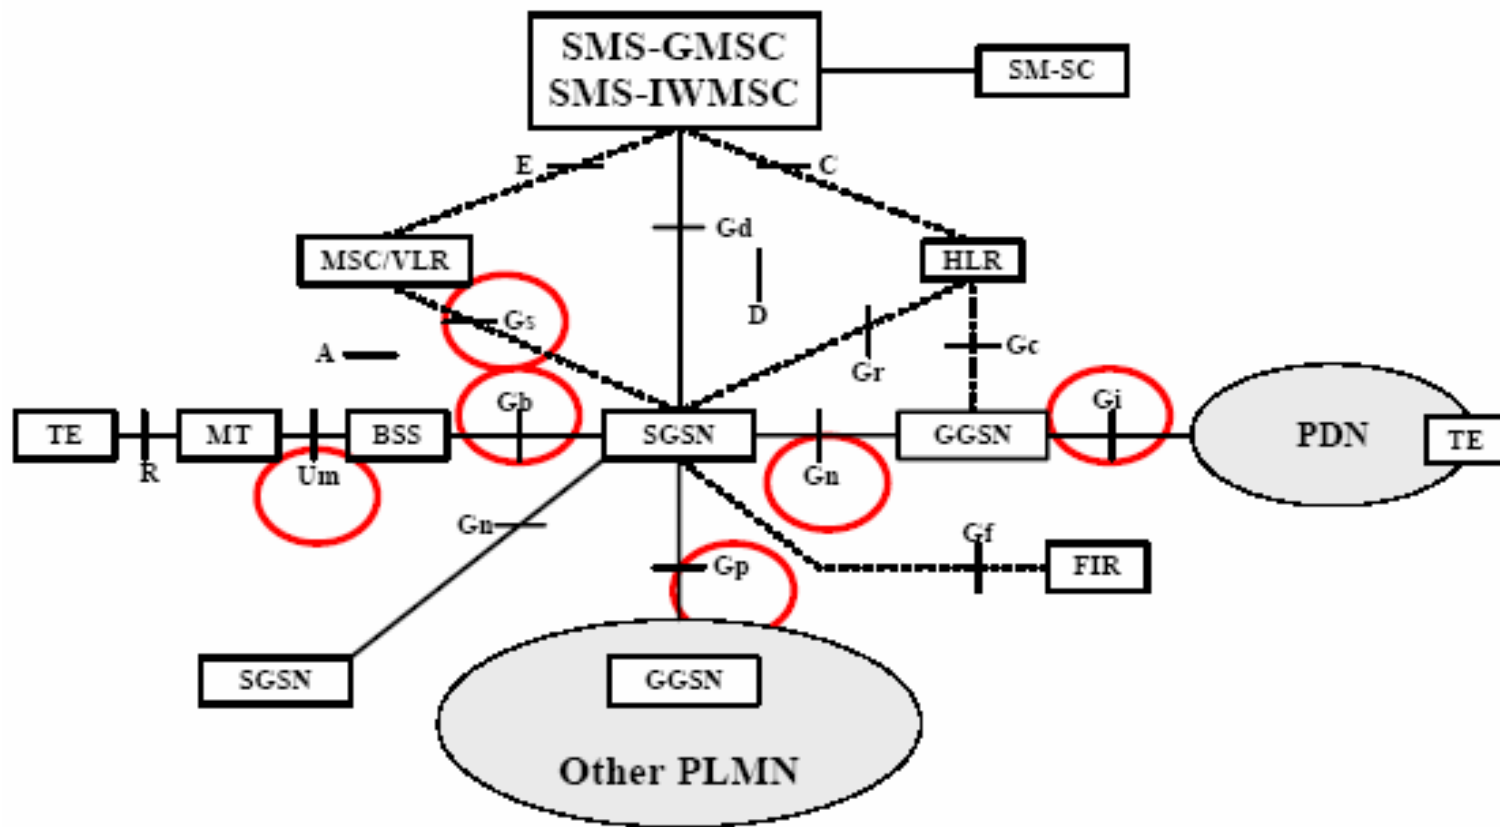 SMS-GMSC
SMS-IWMSC
SM-SC
E
C
Gd
MSC/VLR
HLR
Gs
D
A
Gr
Gc
Gb
Gi
TE
MT
BSS
SGSN
GGSN
PDN
TE
R
Um
Gn
Gn
Gf
Gp
FIR
SGSN
GGSN
Other PLMN